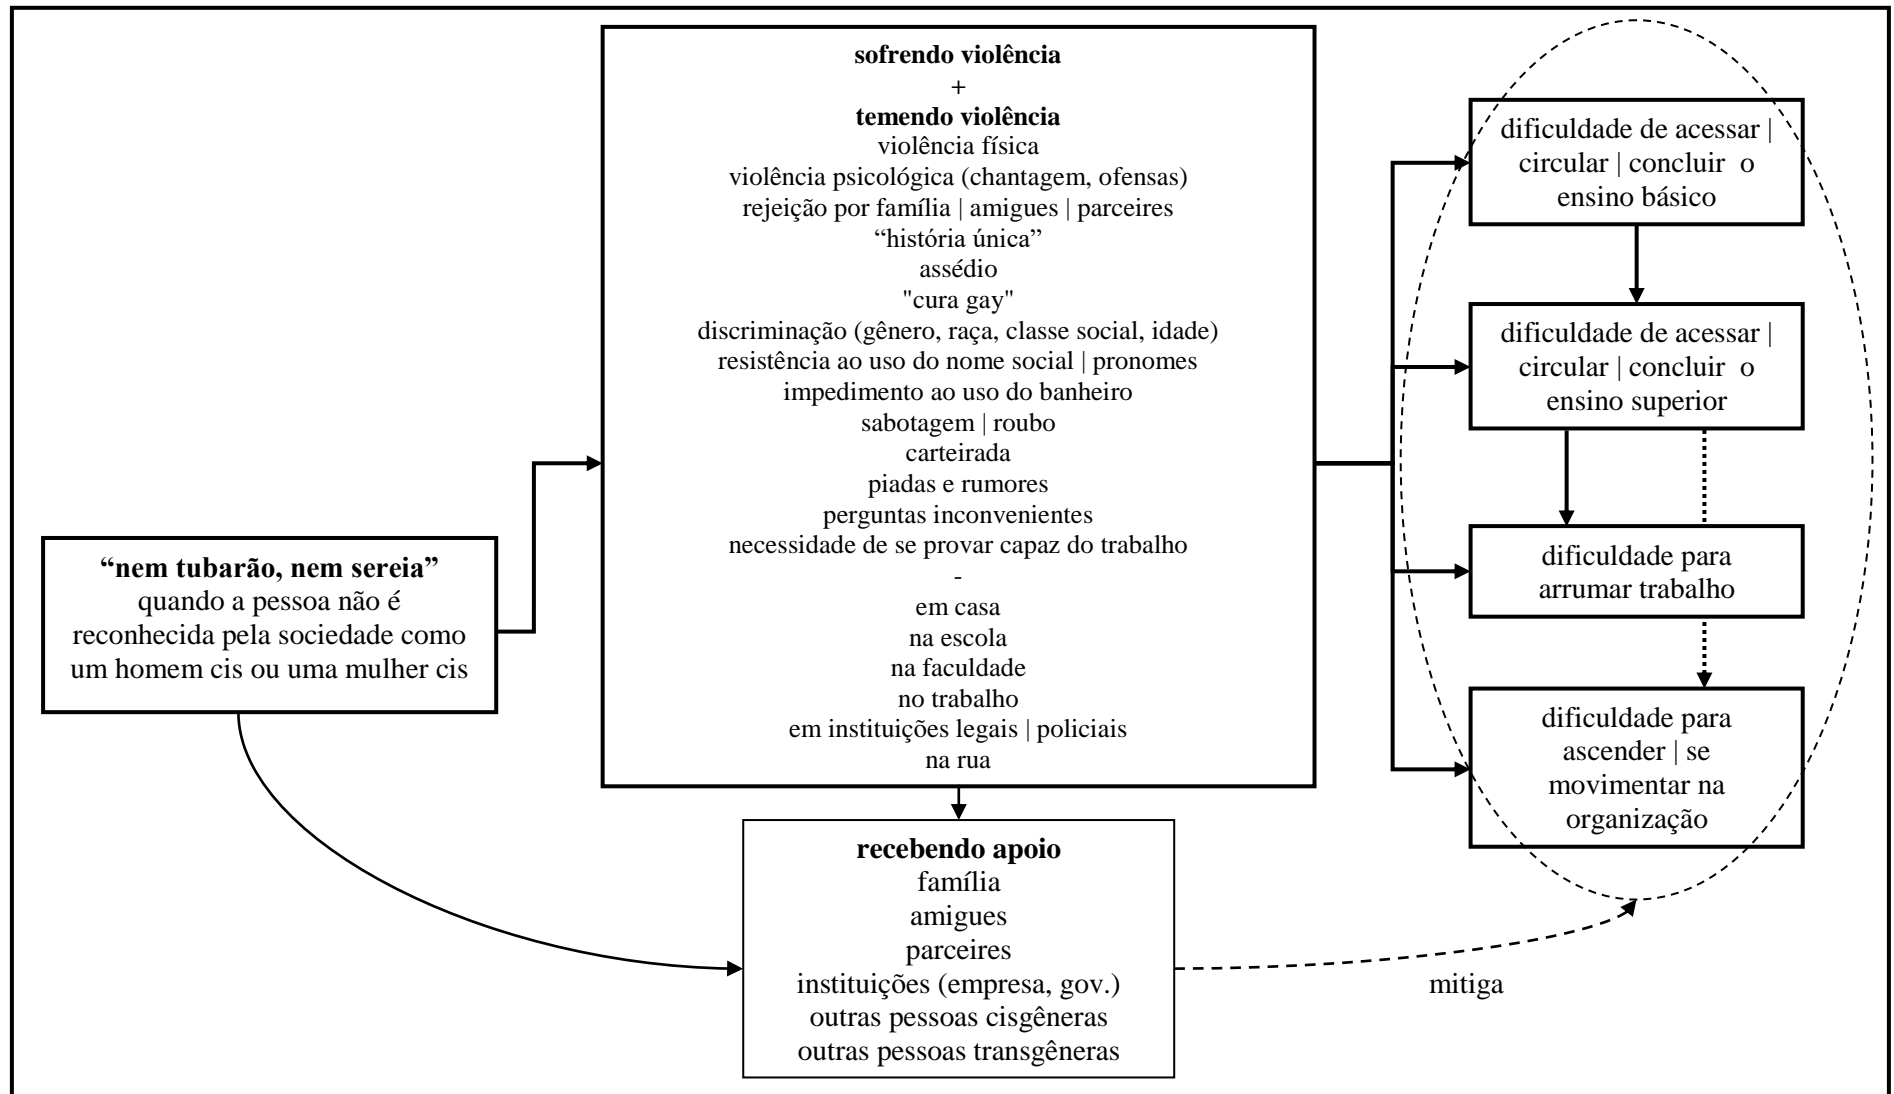 “nem tubarão, nem sereia”
quando a pessoa não é
reconhecida pela sociedade como
um homem cis ou uma mulher cis
sofrendo violência
+
temendo violência
violência física
violência psicológica (chantagem, ofensas)
rejeição por família | amigues | parceires
“história única”
assédio
"cura gay"
discriminação (gênero, raça, classe social, idade)
resistência ao uso do nome social | pronomes
impedimento ao uso do banheiro
sabotagem | roubo
carteirada
piadas e rumores
perguntas inconvenientes
necessidade de se provar capaz do trabalho
-
em casa
na escola
na faculdade
no trabalho
em instituições legais | policiais
na rua
recebendo apoio
família
amigues
parceires
instituições (empresa, gov.)
outras pessoas cisgêneras
outras pessoas transgêneras
mitiga
dificuldade de acessar |
circular | concluir o
ensino básico
dificuldade de acessar |
circular | concluir o
ensino superior
dificuldade para
arrumar trabalho
dificuldade para
ascender | se
movimentar na
organização